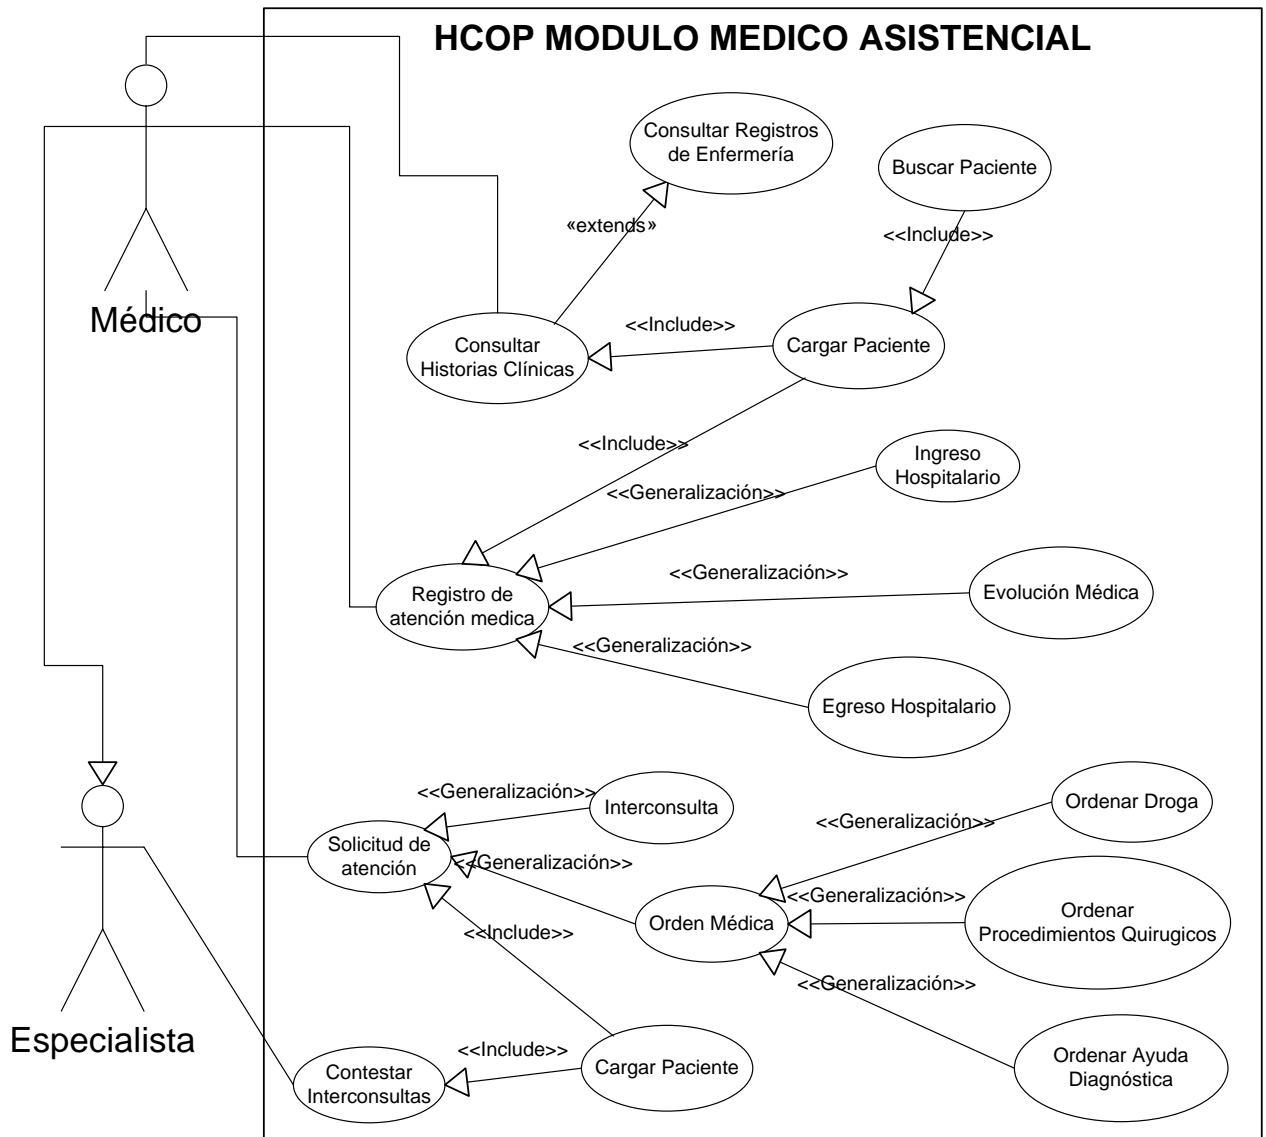 HCOP MODULO MEDICO ASISTENCIAL
Consultar Registros
de Enfermería
Buscar Paciente
«extends»
<<Include>>
Médico
<<Include>>
Consultar
Historias Clínicas
Cargar Paciente
<<Include>>
Ingreso
Hospitalario
<<Generalización>>
<<Generalización>>
Registro de
atención medica
Evolución Médica
<<Generalización>>
Egreso Hospitalario
<<Generalización>>
Interconsulta
Ordenar Droga
<<Generalización>>
Solicitud de
atención
<<Generalización>>
<<Generalización>>
Orden Médica
Ordenar
Procedimientos Quirugicos
<<Include>>
<<Generalización>>
Especialista
<<Include>>
Contestar
Interconsultas
Cargar Paciente
Ordenar Ayuda
Diagnóstica